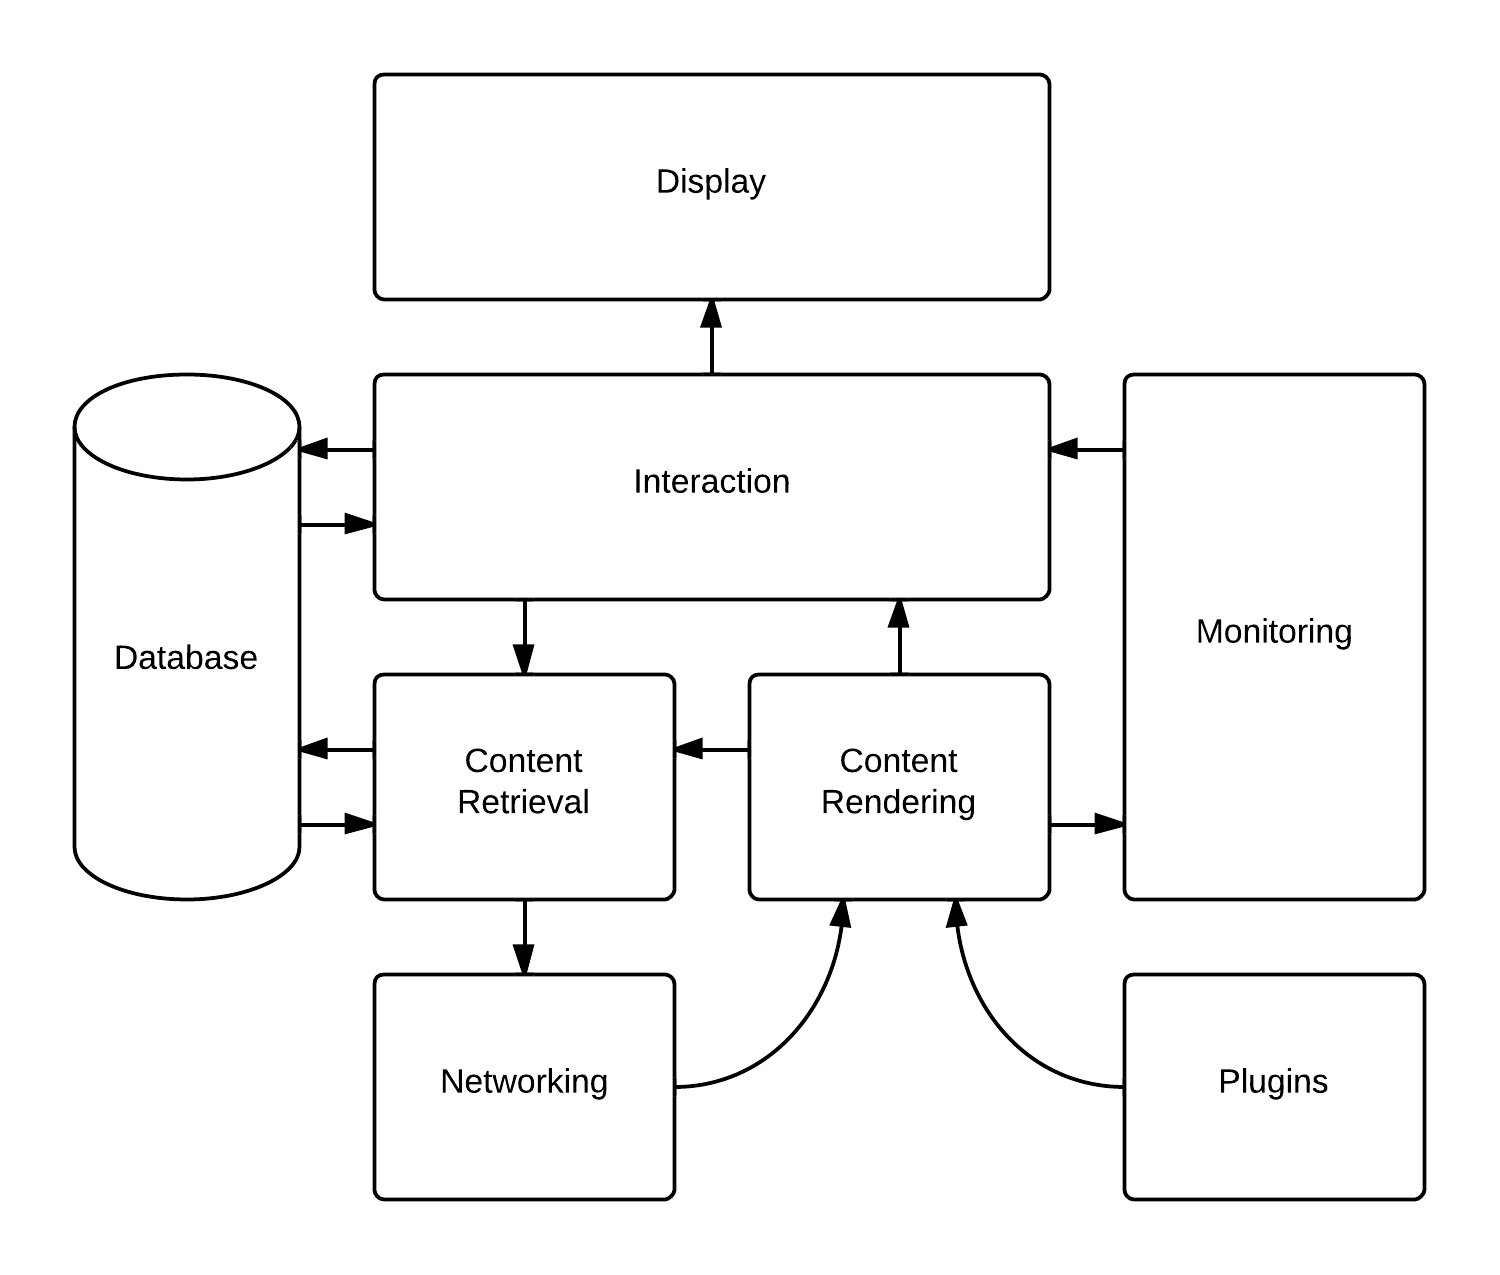 Display
Interaction
Monitoring
Database
Content
Retrieval
Content
Rendering
Networking
Plugins